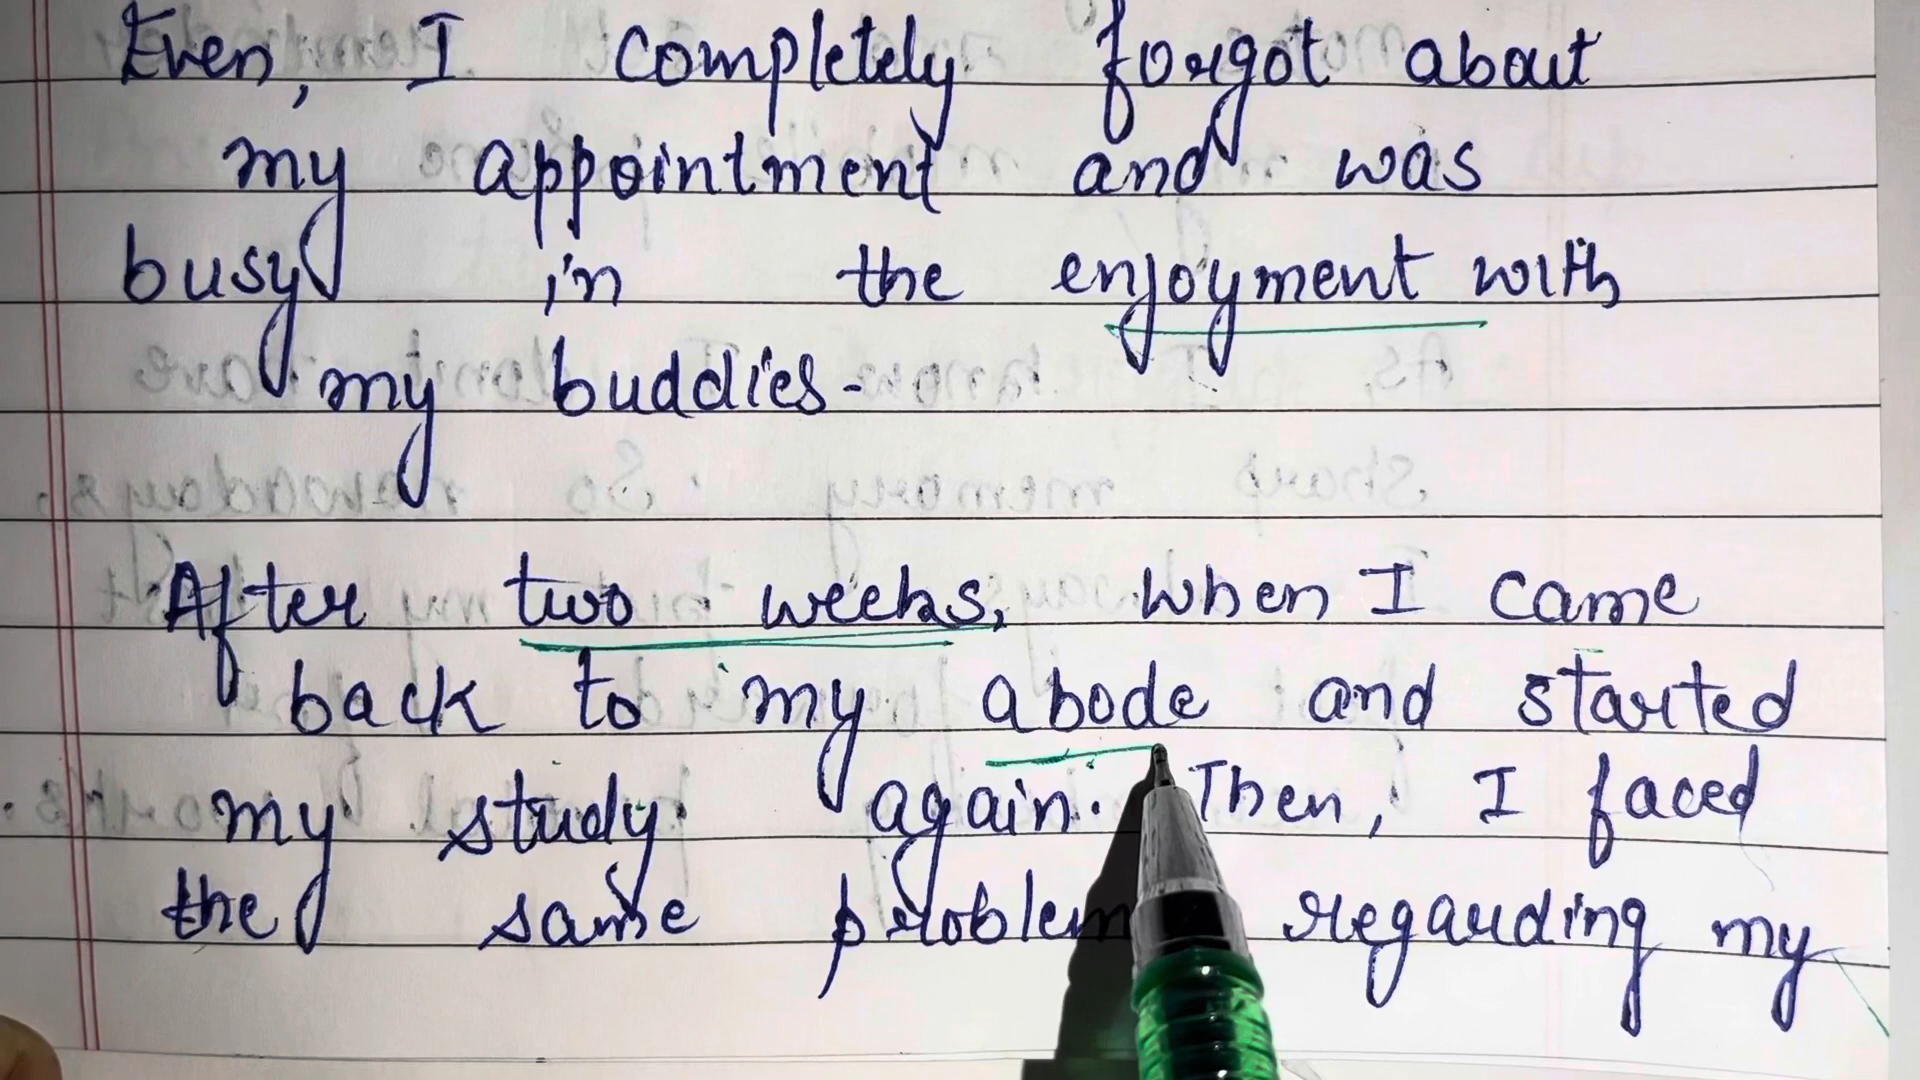 Even, I completely forgot about
my appointment and was
busy in the enjoyment with
my buddies.
After two weeks, when I came
back to my abode and started
my study again. Then, I faced
the same problem regarding my